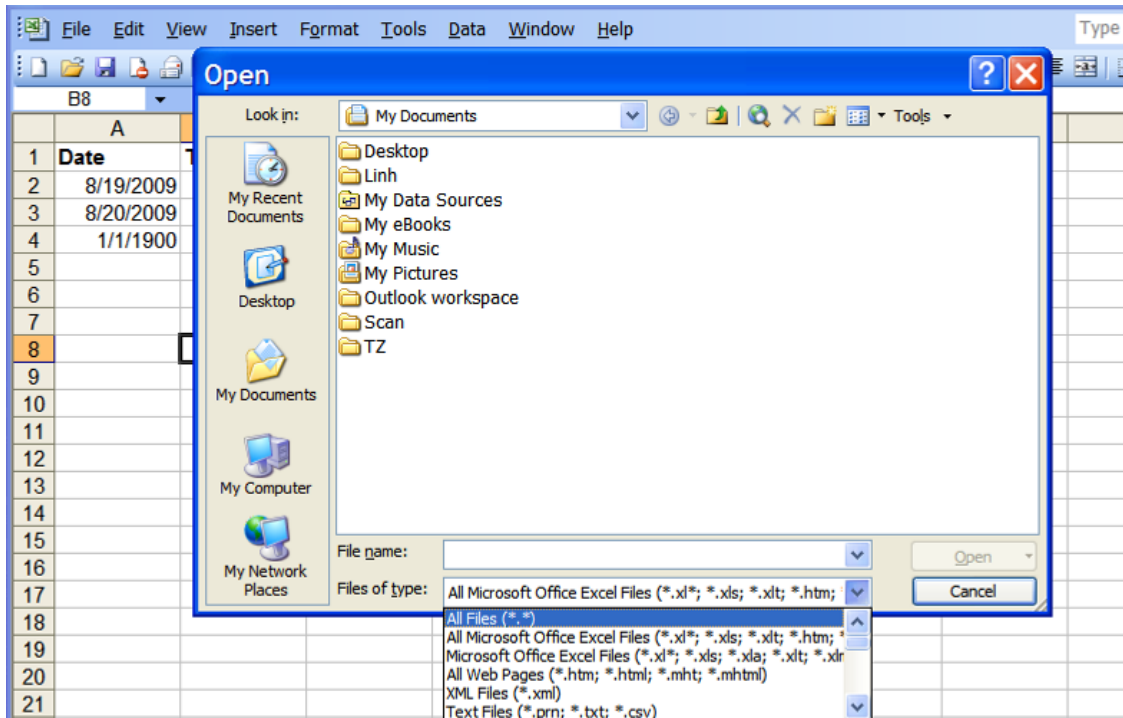 File Edit View Insert Format Tools Data Window Help Type
Open
B8
Look in: My Documents Tools
A
1 Date T
2 8/19/2009
3 8/20/2009
4 1/1/1900
5
6
7
8
9
10
11
12
13
14
15
16
17
18
19
20
21
My Recent
Documents
Desktop
My Documents
My Computer
My Network
Places
Desktop
Linh
My Data Sources
My eBooks
My Music
My Pictures
Outlook workspace
Scan
TZ
File name: Open
Files of type: All Microsoft Office Excel Files (*.xl*; *.xls; *.xlt; *.htm; Cancel
All Files (*.*)
All Microsoft Office Excel Files (*.xl*; *.xls; *.xlt; *.htm; *
Microsoft Office Excel Files (*.xl*; *.xls; *.xla; *.xlt; *.xlm
All Web Pages (*.htm; *.html; *.mht; *.mhtml)
XML Files (*.xml)
Text Files (*.prn; *.txt; *.csv)